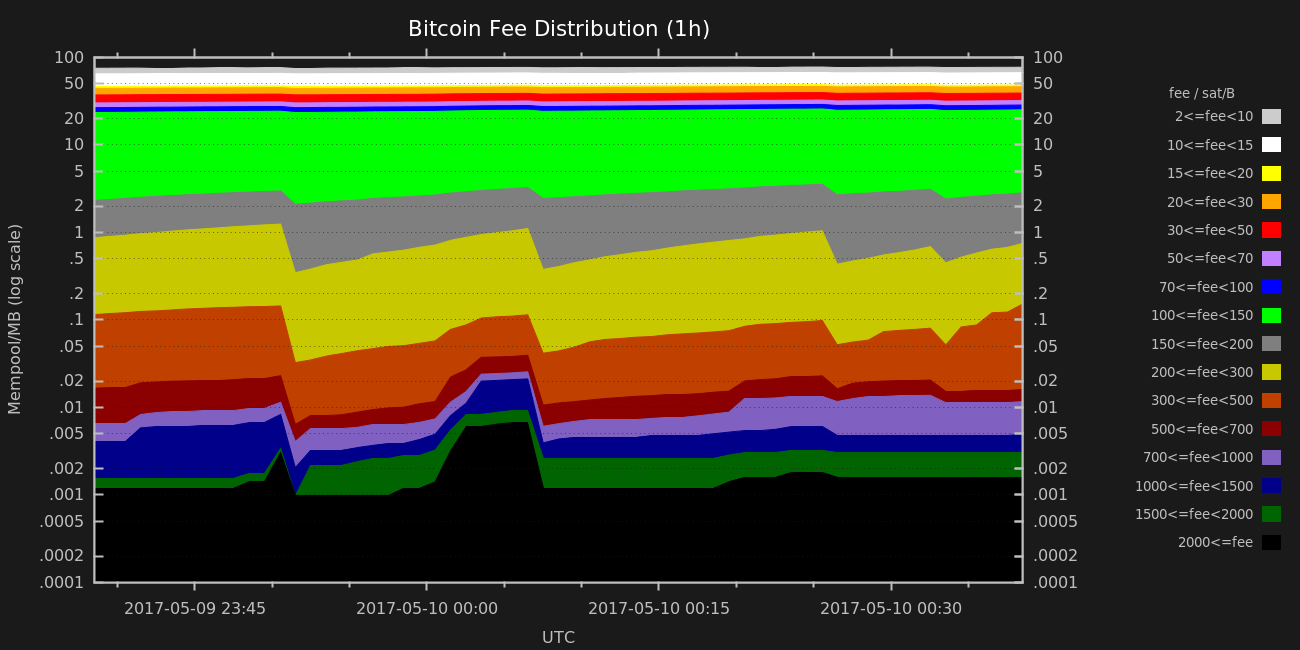 Bitcoin Fee Distribution (1h)
Mempool/MB (log scale)
100
50
20
10
5
2
1
.5
.2
.1
.05
.02
.01
.005
.002
.001
.0005
.0002
.0001
100
50
20
10
5
2
1
.5
.2
.1
.05
.02
.01
.005
.002
.001
.0005
.0002
.0001
2017-05-09 23:45
2017-05-10 00:00
2017-05-10 00:15
2017-05-10 00:30
UTC
fee / sat/B
2<=fee<10
10<=fee<15
15<=fee<20
20<=fee<30
30<=fee<50
50<=fee<70
70<=fee<100
100<=fee<150
150<=fee<200
200<=fee<300
300<=fee<500
500<=fee<700
700<=fee<1000
1000<=fee<1500
1500<=fee<2000
2000<=fee